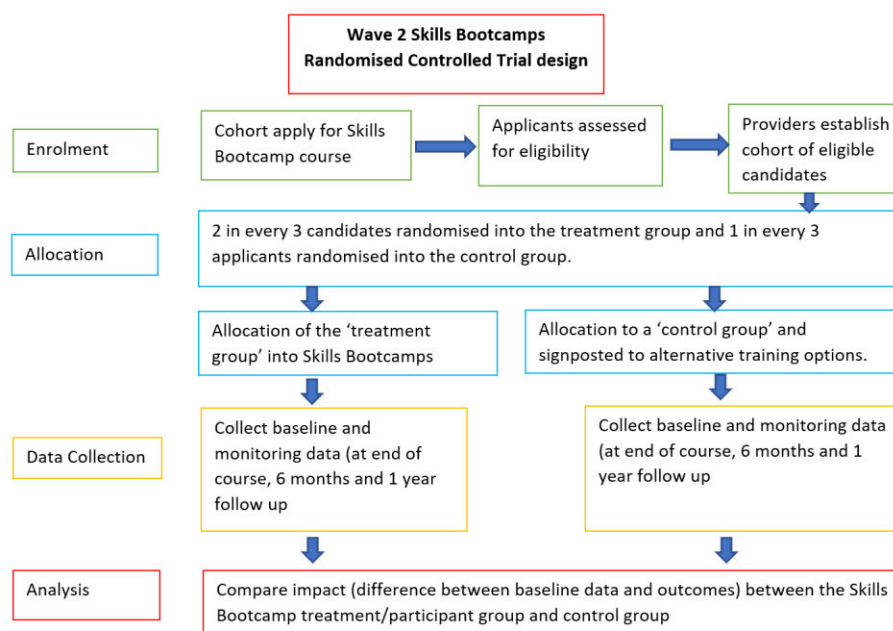 Wave 2 Skills Bootcamps
Randomised Controlled Trial design
Enrolment
Cohort apply for Skills
Bootcamp course
Applicants assessed
for eligibility
Providers establish
cohort of eligible
candidates
Allocation
2 in every 3 candidates randomised into the treatment group and 1 in every 3
applicants randomised into the control group.
Allocation of the ‘treatment
group’ into Skills Bootcamps
Allocation to a ‘control group’ and
signposted to alternative training options.
Data Collection
Collect baseline and
monitoring data (at end of
course, 6 months and 1 year
follow up
Collect baseline and monitoring data
(at end of course, 6 months and 1
year follow up
Analysis
Compare impact (difference between baseline data and outcomes) between the Skills
Bootcamp treatment/participant group and control group